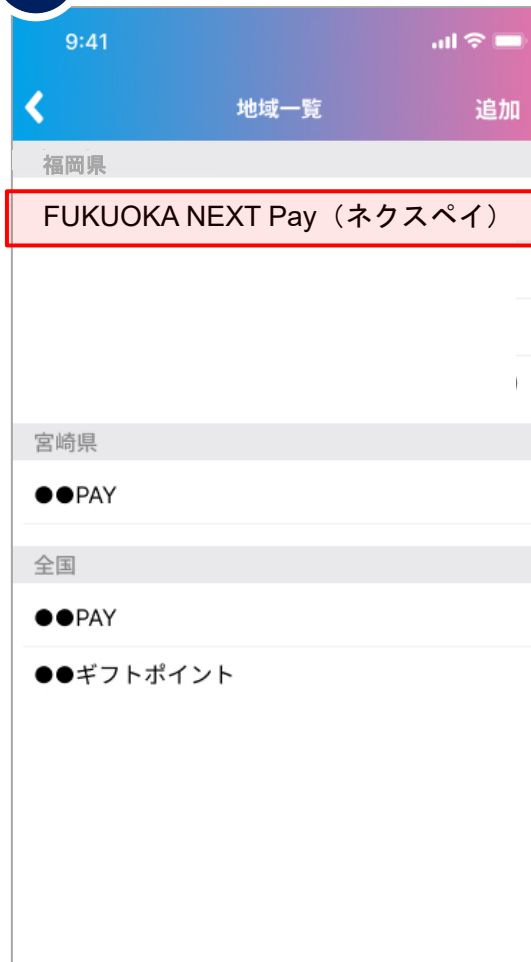 9:41
地域一覧 追加
福岡県
FUKUOKA NEXT Pay（ネクスペイ）
宮崎県
●●PAY
全国
●●PAY
●●ギフトポイント